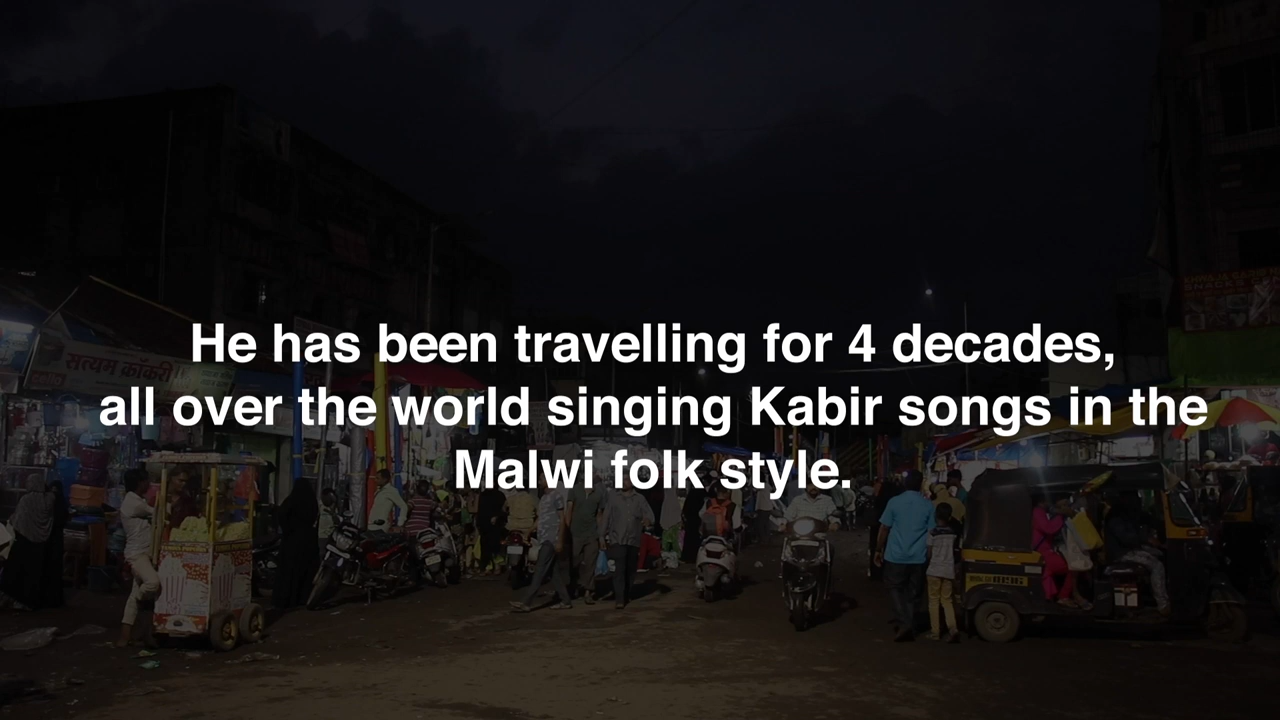 He has been travelling for 4 decades,
all over the world singing Kabir songs in the
Malwi folk style.
सत्यम क्रॉकरी